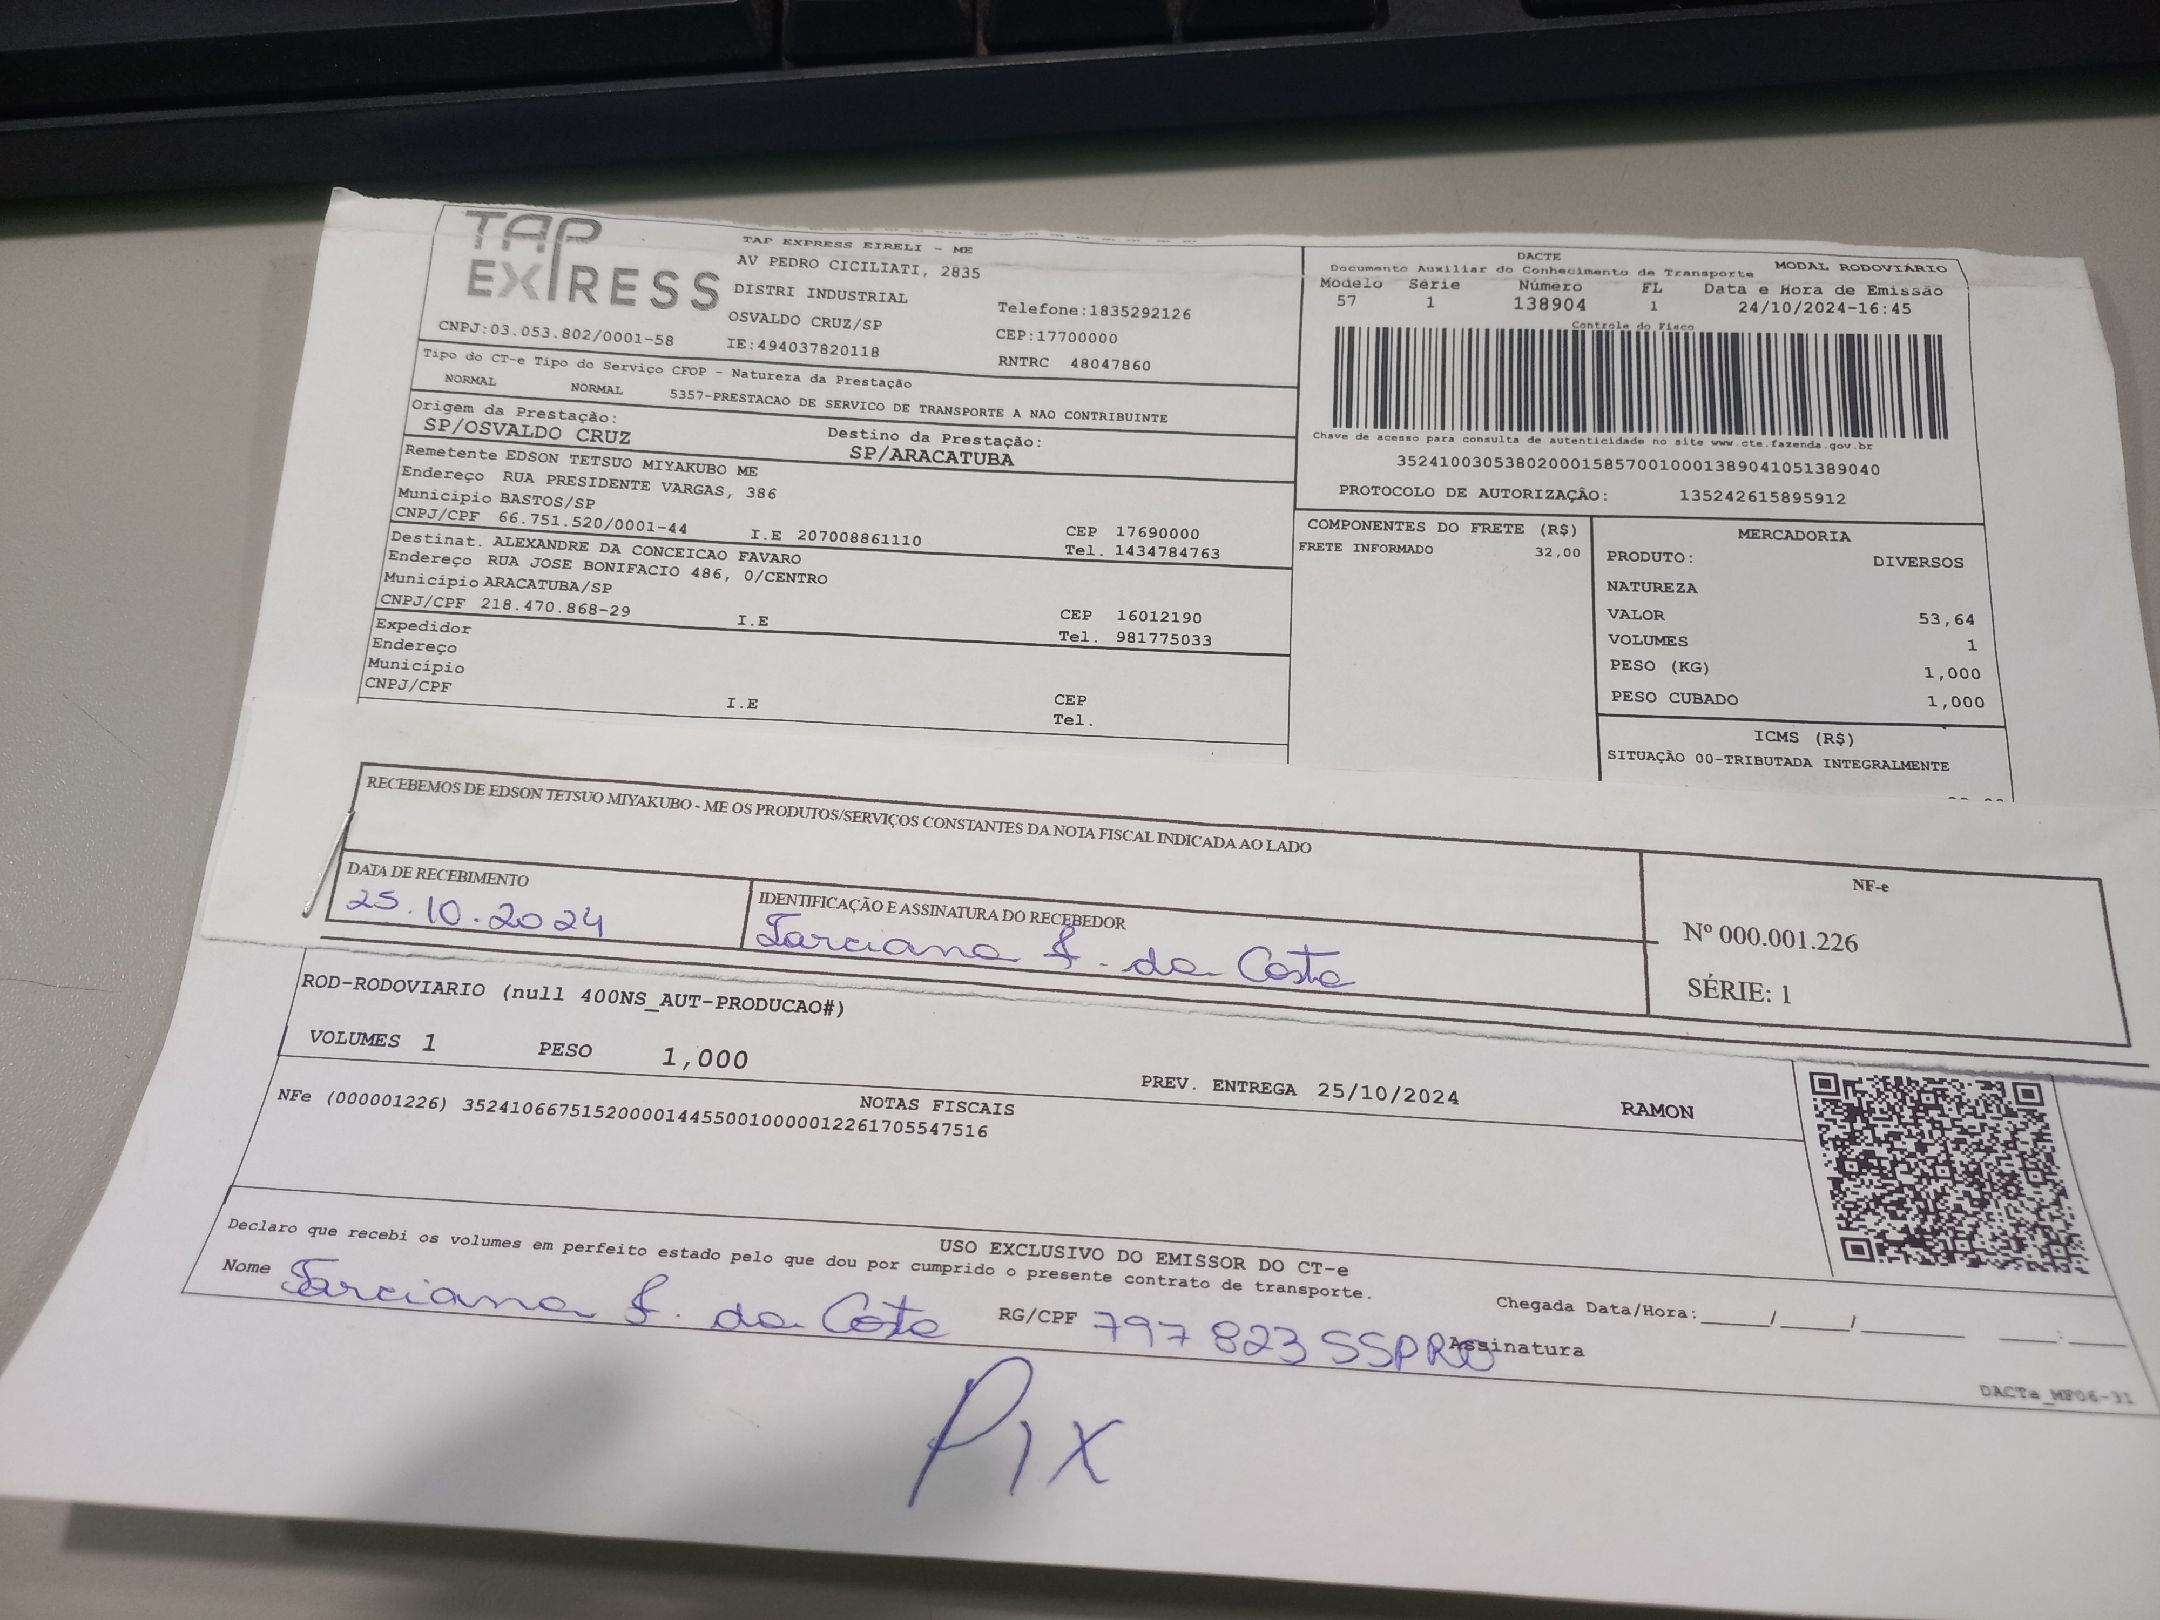 TAP
EXPRESS
TAP EXPRESS EIRELI - ME
AV PEDRO CICILIATI, 2835
DISTRI INDUSTRIAL
OSVALDO CRUZ/SP
Telefone:1835292126
CEP:17700000
CNPJ:03.053.802/0001-58
IE:494037820118
RNTRC 48047860
DACTE
MODAL RODOVIÁRIO
Documento Auxiliar do Conhecimento de Transporte
Modelo Série Número FL Data e Hora de Emissão
57 1 138904 1 24/10/2024-16:45
Controle do Fisco
Chave de acesso para consulta de autenticidade no site www.cte.fazenda.gov.br
35241003053802000158570010001389041051389040
PROTOCOLO DE AUTORIZAÇÃO: 135242615895912
Tipo do CT-e Tipo do Serviço CFOP - Natureza da Prestação
NORMAL NORMAL 5357-PRESTACAO DE SERVICO DE TRANSPORTE A NAO CONTRIBUINTE
Origem da Prestação: Destino da Prestação:
SP/OSVALDO CRUZ SP/ARACATUBA
Remetente EDSON TETSUO MIYAKUBO ME
Endereço RUA PRESIDENTE VARGAS, 386
Município BASTOS/SP CEP 17690000
CNPJ/CPF 66.751.520/0001-44 I.E 207008861110 Tel. 1434784763
Destinat. ALEXANDRE DA CONCEICAO FAVARO
Endereço RUA JOSE BONIFACIO 486, 0/CENTRO
Município ARACATUBA/SP CEP 16012190
CNPJ/CPF 218.470.868-29 I.E Tel. 981775033
Expedidor
Endereço
Município CEP
CNPJ/CPF I.E Tel.
COMPONENTES DO FRETE (R$)
FRETE INFORMADO 32,00
MERCADORIA
PRODUTO: DIVERSOS
NATUREZA
VALOR 53,64
VOLUMES 1
PESO (KG) 1,000
PESO CUBADO 1,000
ICMS (R$)
SITUAÇÃO 00-TRIBUTADA INTEGRALMENTE
RECEBEMOS DE EDSON TETSUO MIYAKUBO - ME OS PRODUTOS/SERVIÇOS CONSTANTES DA NOTA FISCAL INDICADA AO LADO
DATA DE RECEBIMENTO
25.10.2024
IDENTIFICAÇÃO E ASSINATURA DO RECEBEDOR
Tarciana F. da Costa
NF-e
Nº 000.001.226
SÉRIE: 1
ROD-RODOVIARIO (null 400NS_AUT-PRODUCAO#)
VOLUMES 1 PESO 1,000 PREV. ENTREGA 25/10/2024 RAMON
NOTAS FISCAIS
NFe (000001226) 35241066751520000144550010000012261705547516
USO EXCLUSIVO DO EMISSOR DO CT-e
Declaro que recebi os volumes em perfeito estado pelo que dou por cumprido o presente contrato de transporte.
Nome Tarciana F. da Costa RG/CPF 797 823 SSPRO Assinatura
Chegada Data/Hora:_____/_____/_______ ____:____
DACTe_MF06-31
PIX